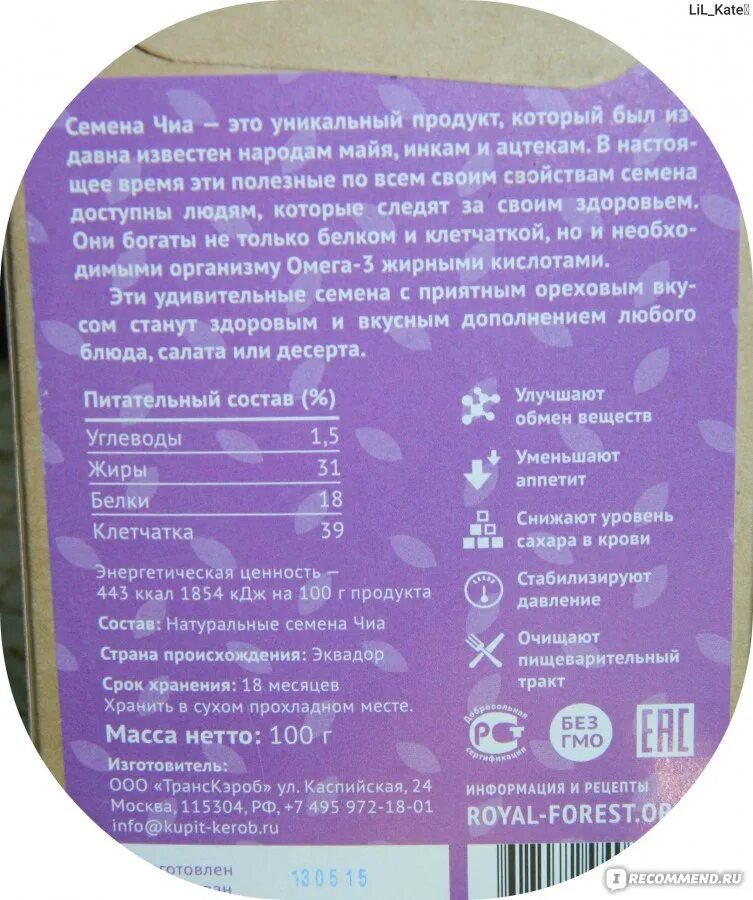 LiL_Kate
Семена Чиа — это уникальный продукт, который был из-
давна известен народам майя, инкам и ацтекам. В настоя-
щее время эти полезные по всем своим свойствам семена
доступны людям, которые следят за своим здоровьем.
Они богаты не только белком и клетчаткой, но и необхо-
димыми организму Омега-3 жирными кислотами.
Эти удивительные семена с приятным ореховым вку-
сом станут здоровым и вкусным дополнением любого
блюда, салата или десерта.
Питательный состав (%)
Углеводы 1,5
Жиры 31
Белки 18
Клетчатка 39
Энергетическая ценность —
443 ккал 1854 кДж на 100 г продукта
Состав: Натуральные семена Чиа
Страна происхождения: Эквадор
Срок хранения: 18 месяцев
Хранить в сухом прохладном месте.
Масса нетто: 100 г
Изготовитель:
ООО «ТрансКэроб» ул. Каспийская, 24
Москва, 115304, РФ, +7 495 972-18-01
info@kupit-kerob.ru
Улучшают
обмен веществ
Уменьшают
аппетит
Снижают уровень
сахара в крови
Стабилизируют
давление
Очищают
пищеварительный
тракт
Добровольная
РСТ
сертификация
БЕЗ
ГМО
EAC
ИНФОРМАЦИЯ И РЕЦЕПТЫ
ROYAL-FOREST.OR
готовлен
ван
130515
IRECOMMEND.RU